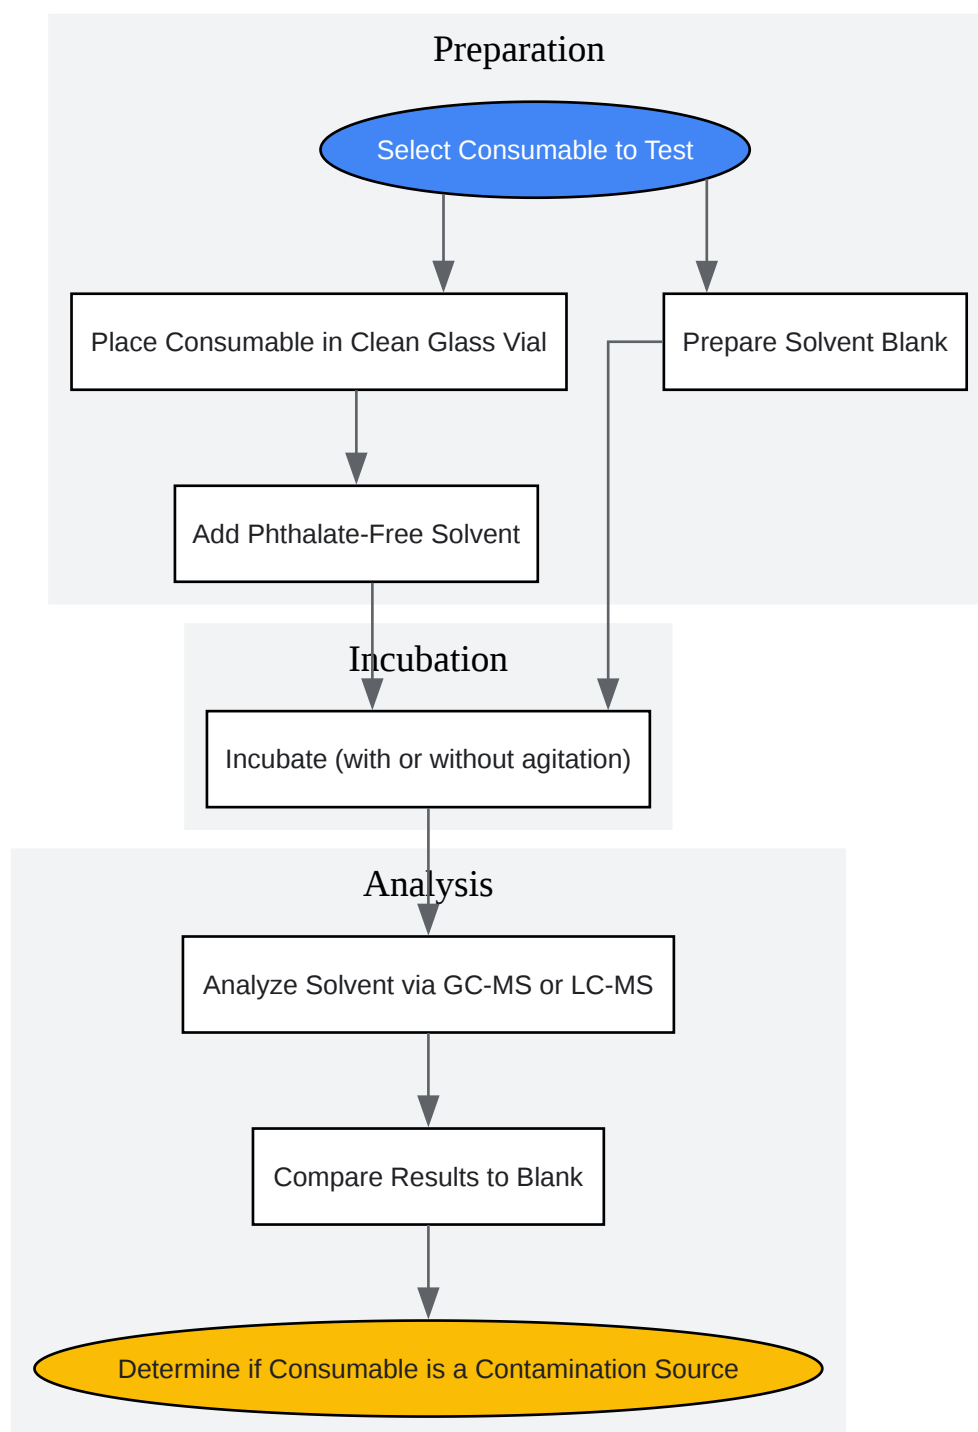 Preparation
Select Consumable to Test
Place Consumable in Clean Glass Vial
Prepare Solvent Blank
Add Phthalate-Free Solvent
Incubation
Incubate (with or without agitation)
Analysis
Analyze Solvent via GC-MS or LC-MS
Compare Results to Blank
Determine if Consumable is a Contamination Source